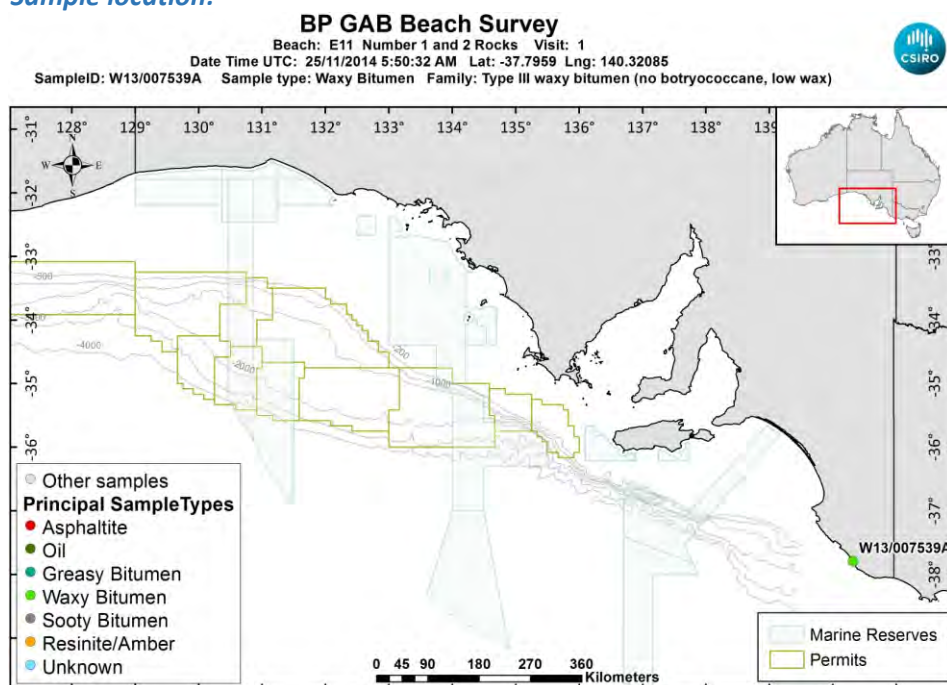 Sample location:
BP GAB Beach Survey
Beach: E11 Number 1 and 2 Rocks Visit: 1
Date Time UTC: 25/11/2014 5:50:32 AM Lat: -37.7959 Lng: 140.32085
SampleID: W13/007539A Sample type: Waxy Bitumen Family: Type III waxy bitumen (no botryococcane, low wax)
CSIRO
128° 129° 130° 131° 132° 133° 134° 135° 136° 137° 138° 139
-31°
-32°
-33°
-34°
-35°
-36°
-37°
-38°
N
W E
S
-33°
-34°
-35°
-36°
-37°
-38°
-4000
-2000
-200
-1000
W13/007539A
Other samples
Principal SampleTypes
Asphaltite
Oil
Greasy Bitumen
Waxy Bitumen
Sooty Bitumen
Resinite/Amber
Unknown
0 45 90 180 270 360
Kilometers
Marine Reserves
Permits